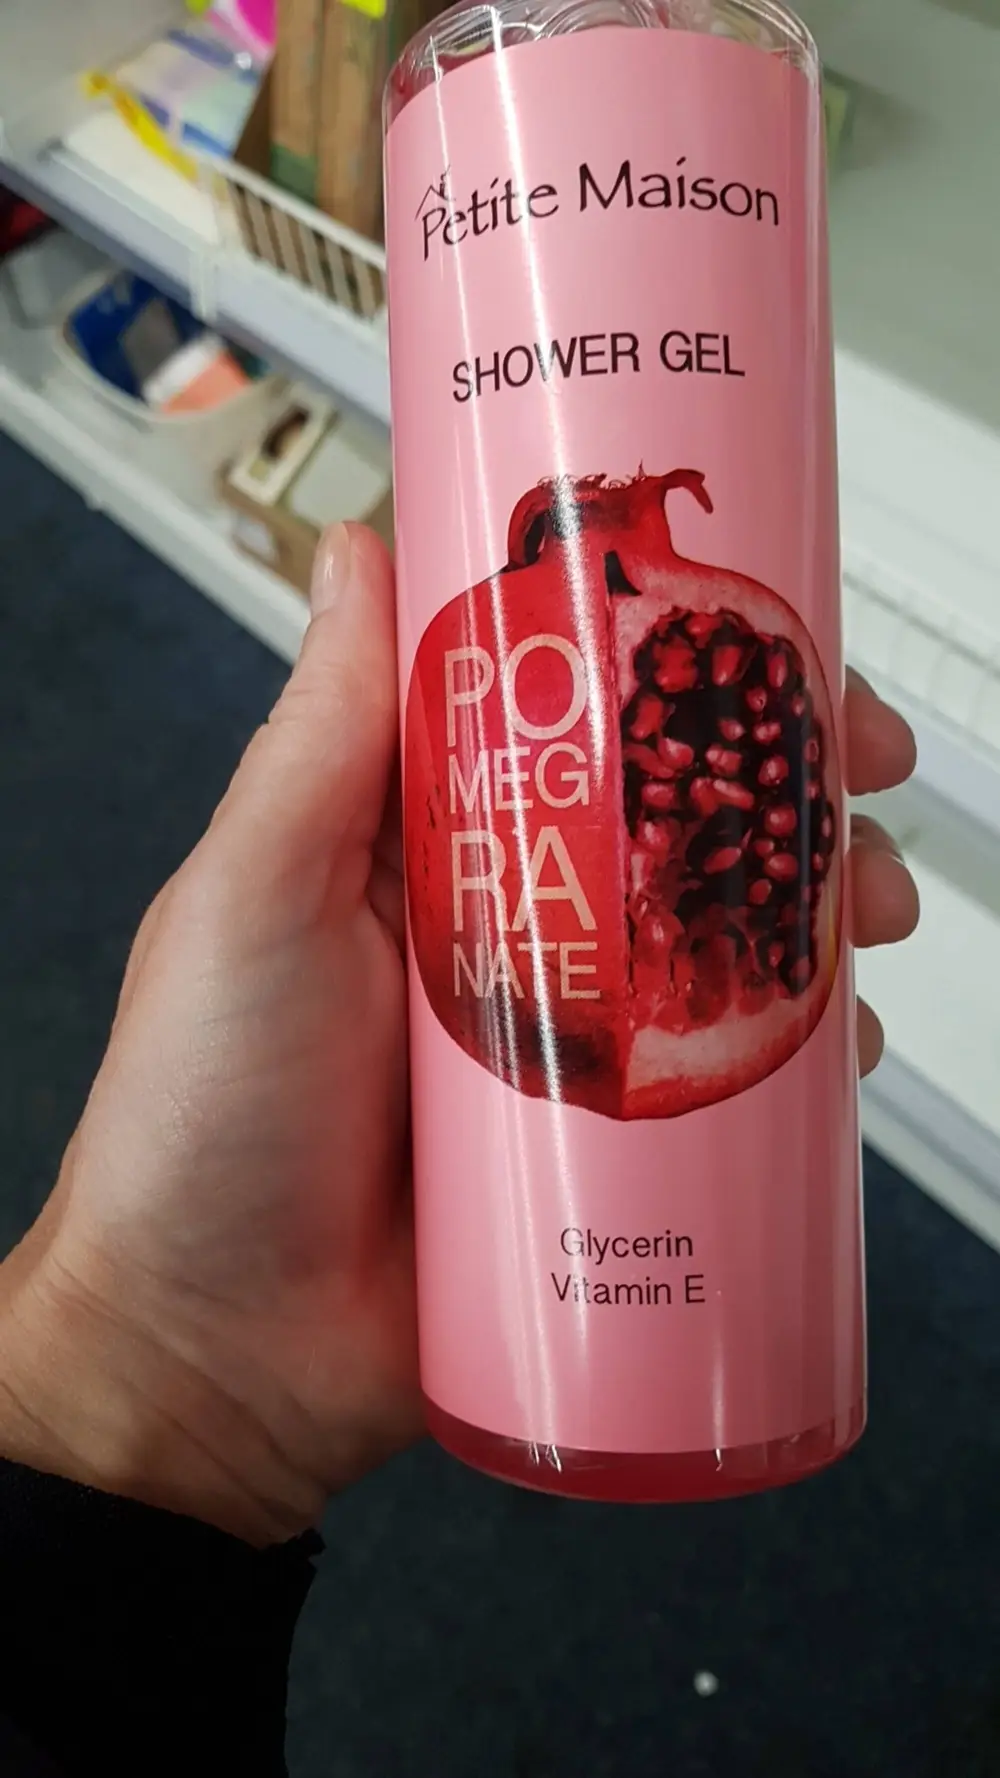 Petite Maison
SHOWER GEL
PO
MEG
RA
NATE
Glycerin
Vitamin E